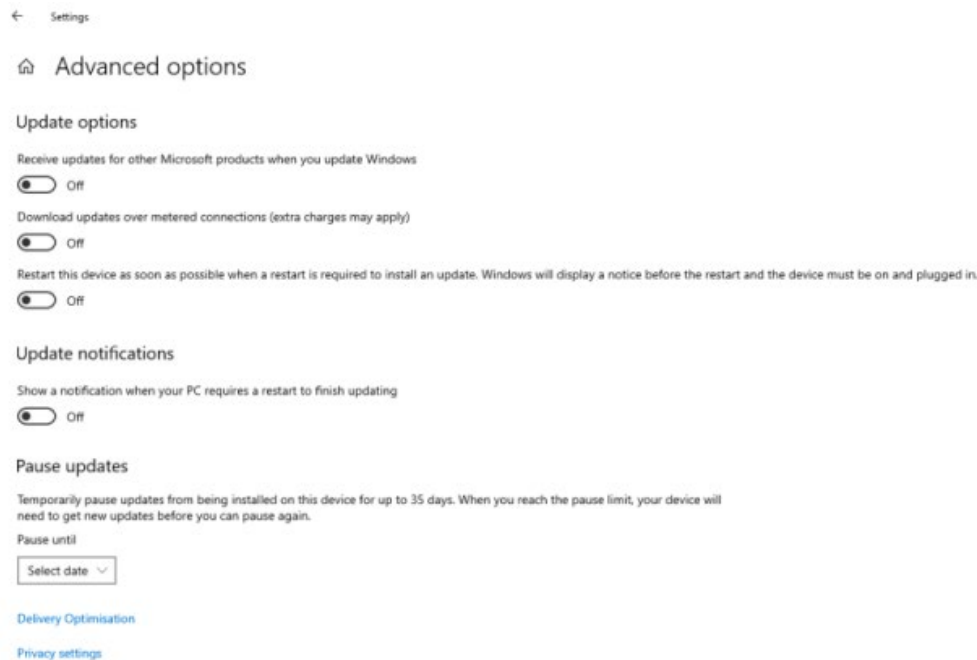 Settings
Advanced options
Update options
Receive updates for other Microsoft products when you update Windows
Off
Download updates over metered connections (extra charges may apply)
Off
Restart this device as soon as possible when a restart is required to install an update. Windows will display a notice before the restart and the device must be on and plugged in.
Off
Update notifications
Show a notification when your PC requires a restart to finish updating
Off
Pause updates
Temporarily pause updates from being installed on this device for up to 35 days. When you reach the pause limit, your device will
need to get new updates before you can pause again.
Pause until
Select date
Delivery Optimisation
Privacy settings